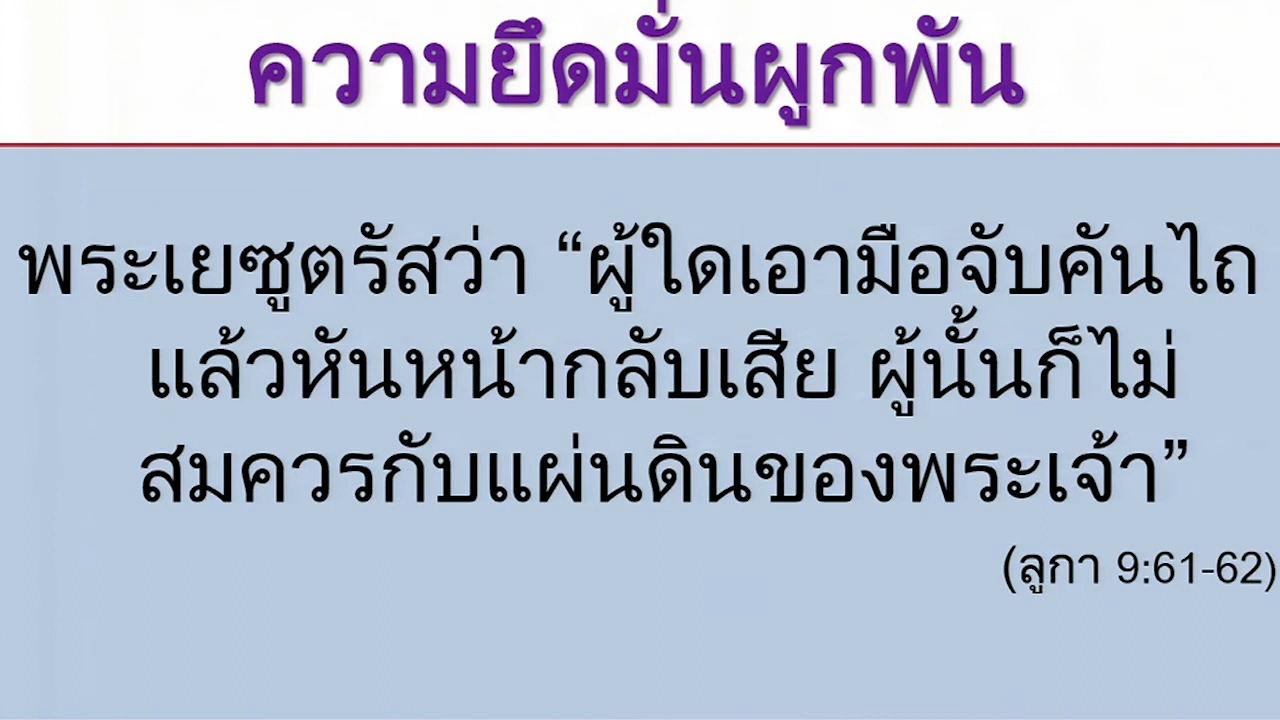 ความยึดมั่นผูกพัน
พระเยซูตรัสว่า “ผู้ใดเอามือจับคันไถ
แล้วหันหน้ากลับเสีย ผู้นั้นก็ไม่
สมควรกับแผ่นดินของพระเจ้า”
(ลูกา 9:61-62)